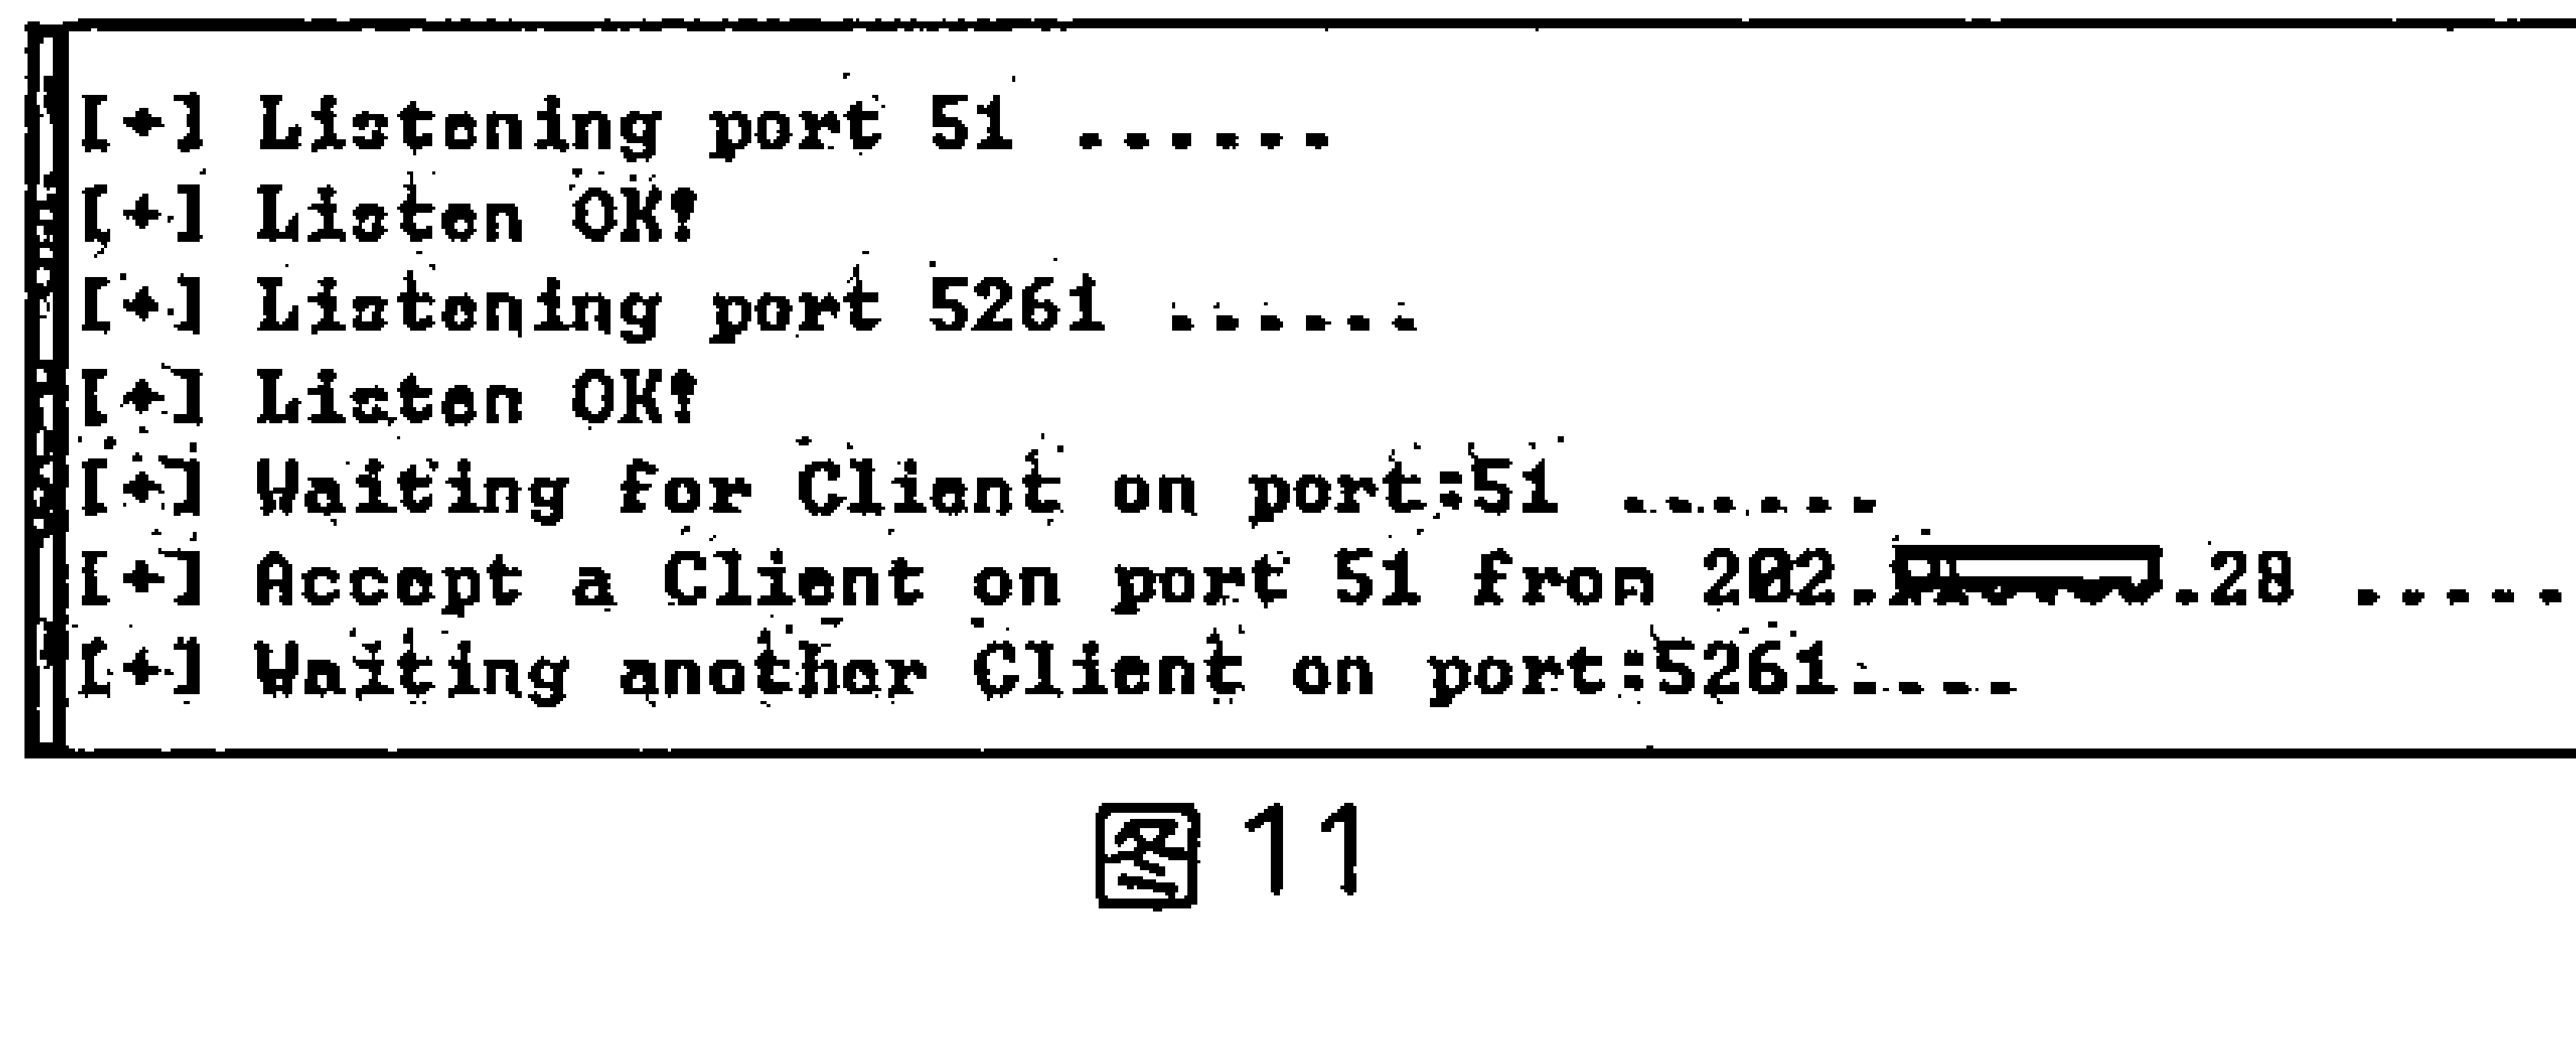 [+] Listening port 51 ......
[+] Listen OK!
[+] Listening port 5261 ......
[+] Listen OK!
[+] Waiting for Client on port:51 ......
[+] Accept a Client on port 51 from 202. .28 .....
[+] Waiting another Client on port:5261....
图 11